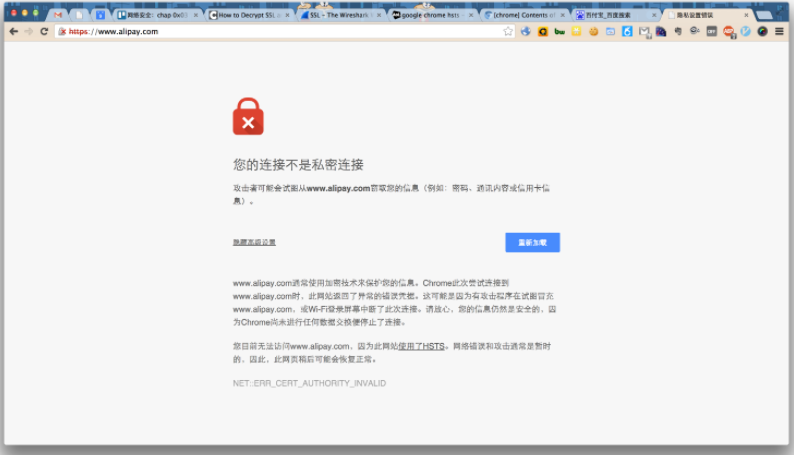 网络安全: chap 0x0
How to Decrypt SSL
SSL - The Wireshark
google chrome hsts
[chrome] Contents of
百付宝_百度搜索
隐私设置错误
https://www.alipay.com
您的连接不是私密连接
攻击者可能会试图从www.alipay.com窃取您的信息（例如：密码、通讯内容或信用卡信
息）。
隐藏高级设置
重新加载
www.alipay.com通常使用加密技术来保护您的信息。Chrome此次尝试连接到
www.alipay.com时，此网站返回了异常的错误凭据。这可能是因为有攻击程序在试图冒充
www.alipay.com，或Wi-Fi登录屏幕中断了此次连接。请放心，您的信息仍然是安全的，因
为Chrome尚未进行任何数据交换便停止了连接。
您目前无法访问www.alipay.com，因为此网站使用了HSTS。网络错误和攻击通常是暂时
的，因此，此网页稍后可能会恢复正常。
NET::ERR_CERT_AUTHORITY_INVALID